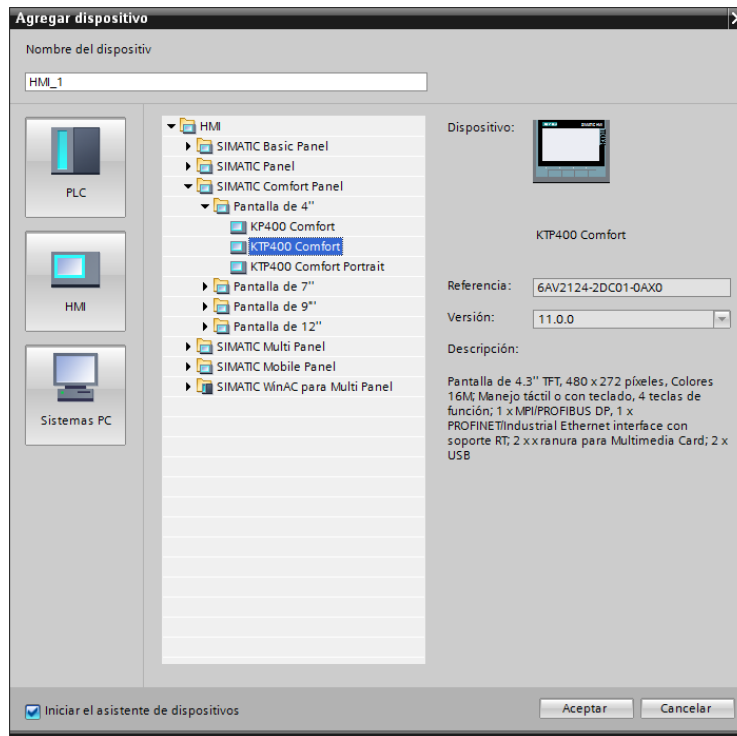 Agregar dispositivo
Nombre del dispositiv
HMI_1
PLC
HMI
Sistemas PC
HMI
SIMATIC Basic Panel
SIMATIC Panel
SIMATIC Comfort Panel
Pantalla de 4"
KP400 Comfort
KTP400 Comfort
KTP400 Comfort Portrait
Pantalla de 7"
Pantalla de 9"'
Pantalla de 12"
SIMATIC Multi Panel
SIMATIC Mobile Panel
SIMATIC WinAC para Multi Panel
Dispositivo:
KTP400 Comfort
Referencia: 6AV2124-2DC01-0AX0
Versión: 11.0.0
Descripción:
Pantalla de 4.3" TFT, 480 x 272 píxeles, Colores
16M; Manejo táctil o con teclado, 4 teclas de
función; 1 x MPI/PROFIBUS DP, 1 x
PROFINET/Industrial Ethernet interface con
soporte RT; 2 x x ranura para Multimedia Card; 2 x
USB
Iniciar el asistente de dispositivos
Aceptar
Cancelar